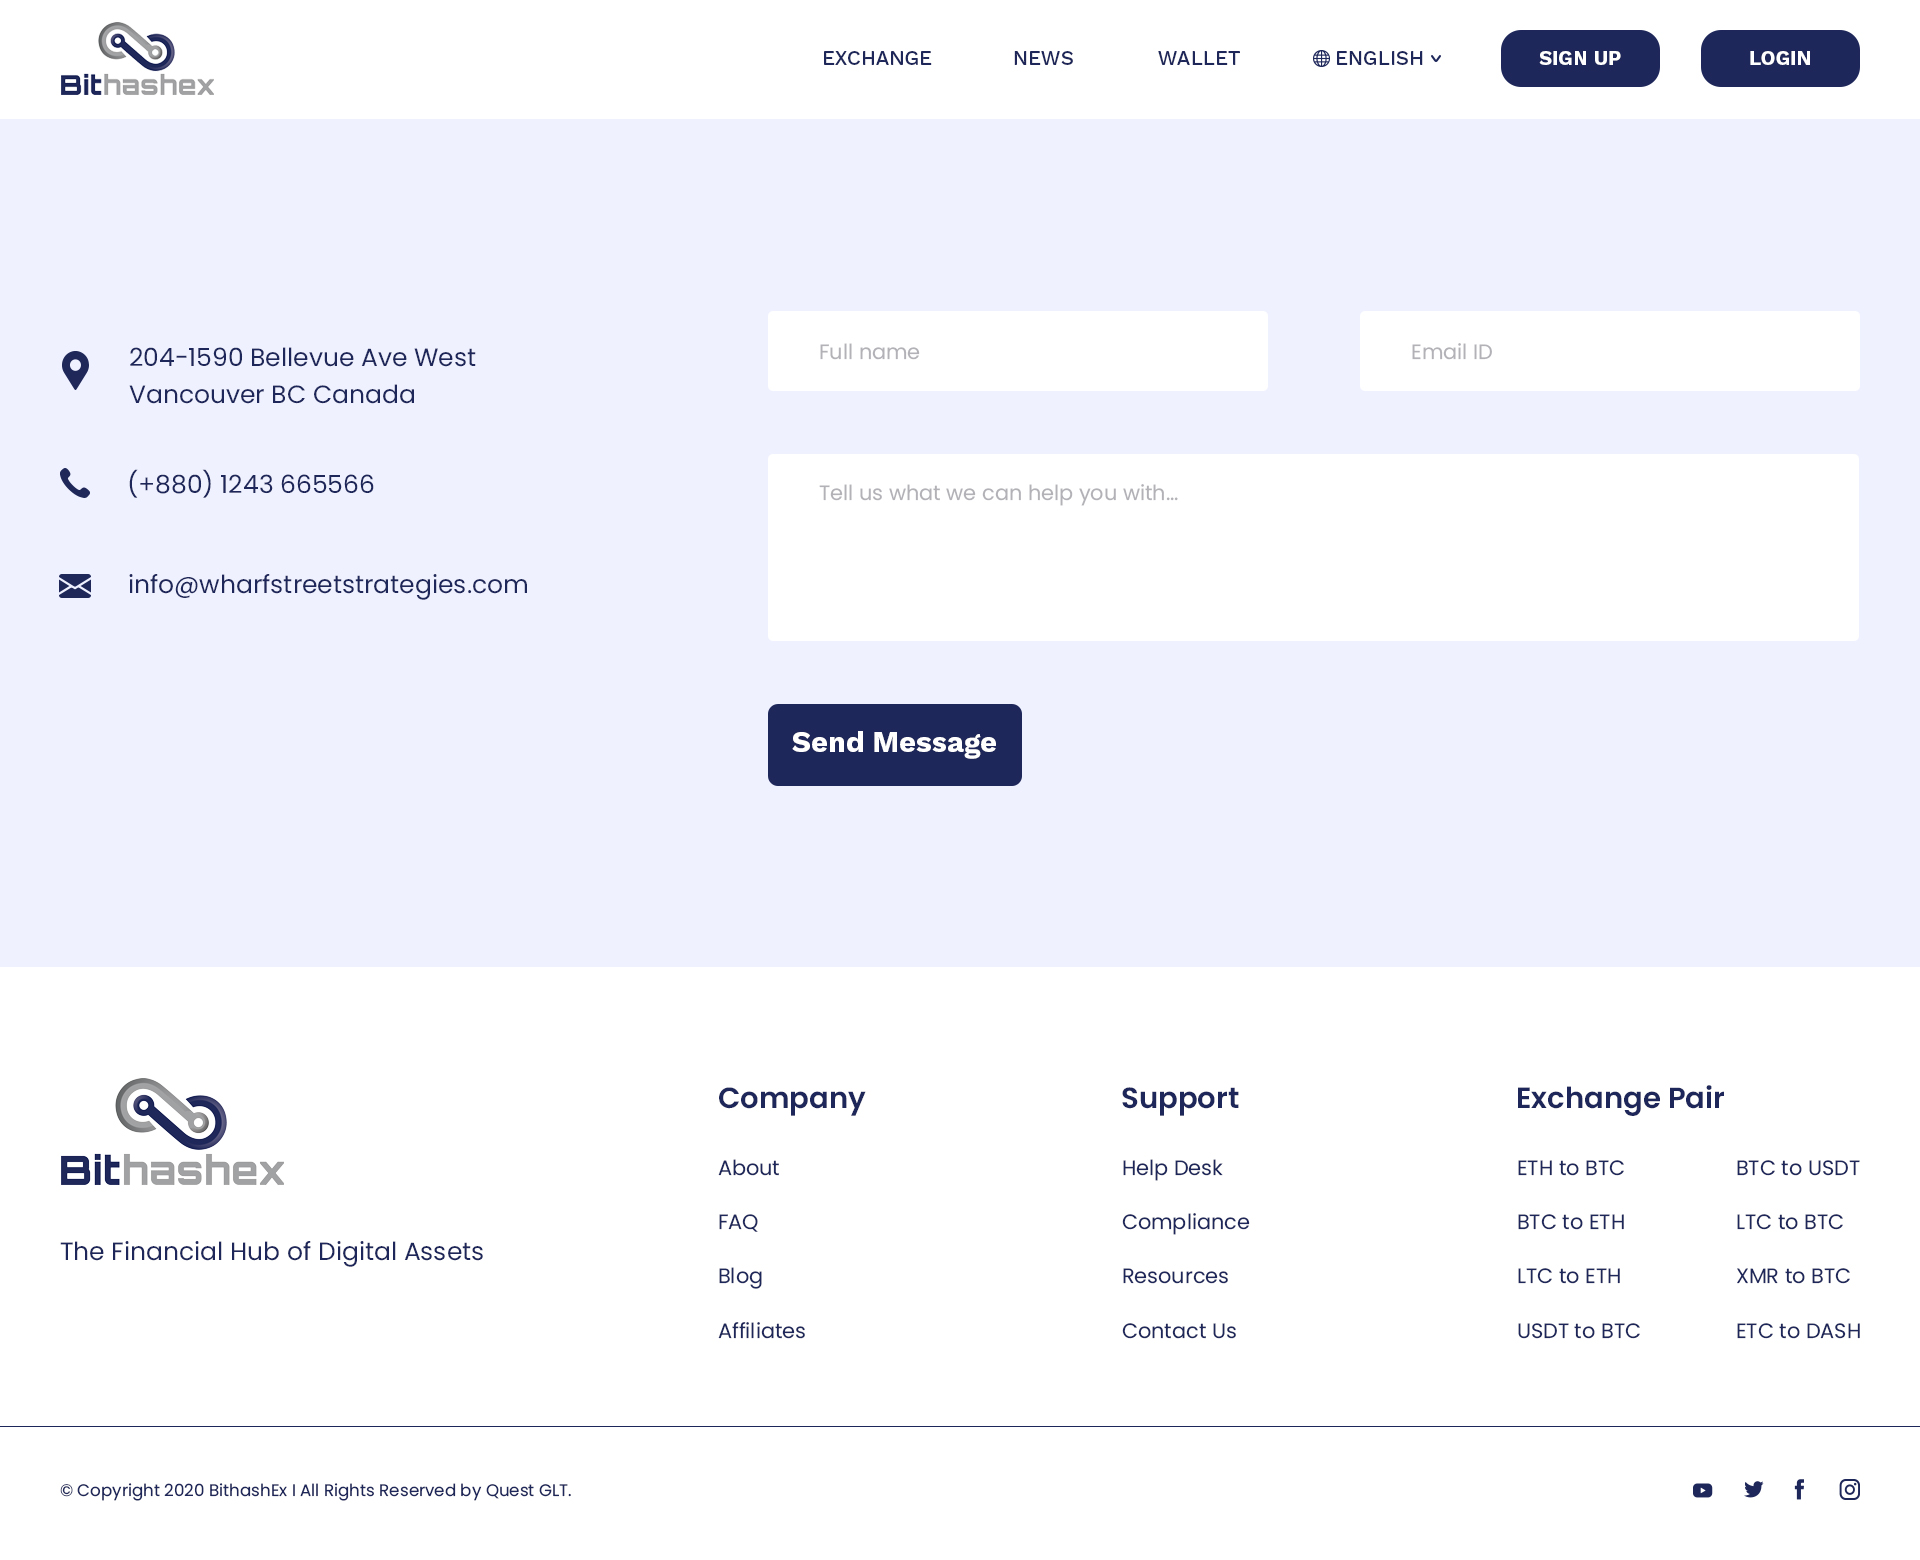 Bithashex
EXCHANGE
NEWS
WALLET
ENGLISH
SIGN UP
LOGIN
204-1590 Bellevue Ave West
Vancouver BC Canada
(+880) 1243 665566
info@wharfstreetstrategies.com
Full name
Email ID
Tell us what we can help you with...
Send Message
Bithashex
The Financial Hub of Digital Assets
Company
About
FAQ
Blog
Affiliates
Support
Help Desk
Compliance
Resources
Contact Us
Exchange Pair
ETH to BTC
BTC to ETH
LTC to ETH
USDT to BTC
BTC to USDT
LTC to BTC
XMR to BTC
ETC to DASH
© Copyright 2020 BithashEx I All Rights Reserved by Quest GLT.